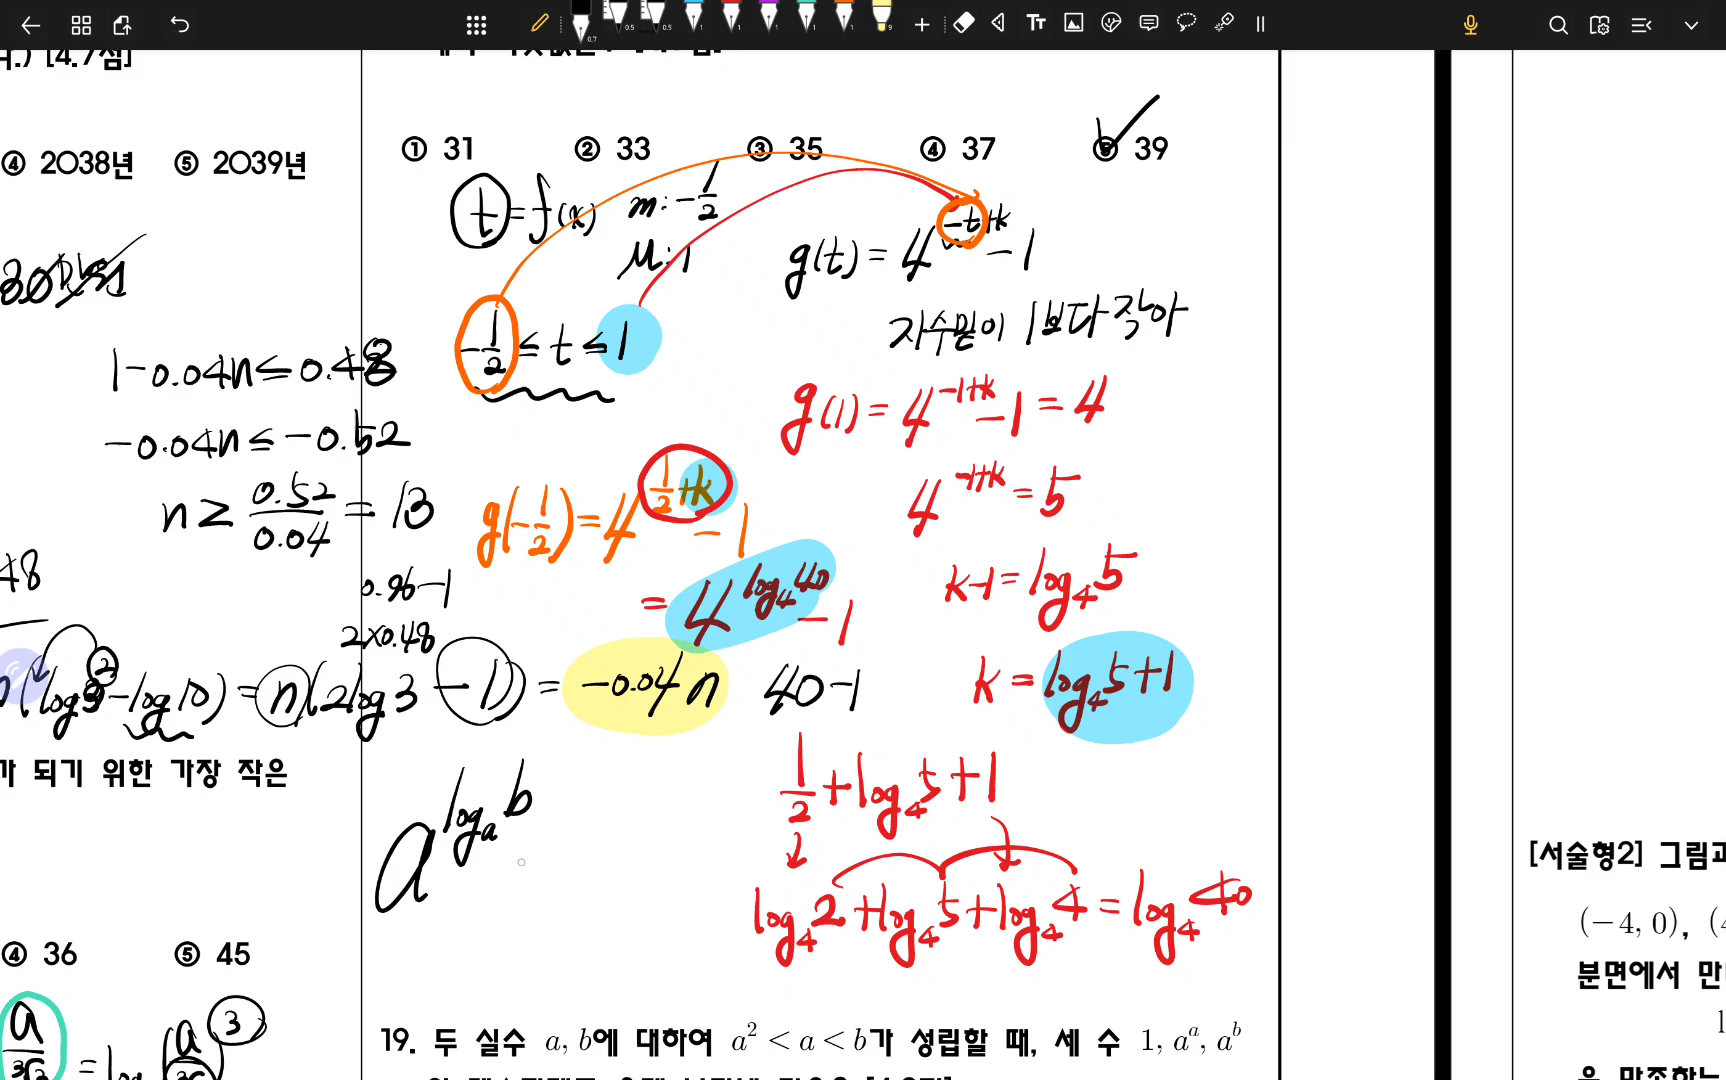 [4.7점]
④ 2038년 ⑤ 2039년
1-0.04n≤0.48
-0.04n≤-0.52
n≥0.52/0.04=13
48
0.96-1
2×0.48
n(log3²-log10)=n(2log3-1)=-0.04n
가 되기 위한 가장 작은
④ 36 ⑤ 45
① 31 ② 33 ③ 35 ④ 37 ⑤ 39
t=f(x) m:-1/2
M:1
-1/2≤t≤1
g(t)=4^(-t+k)-1
지수밑이 1보다 작아
g(1)=4^(-1+k)-1=4
4^(-1+k)=5
k-1=log₄5
k=log₄5+1
g(-1/2)=4^(1/2+k)-1
=4^(log₄40)-1
40-1
1/2+log₄5+1
log₄2+log₄5+log₄4=log₄40
a^(logₐb)
19. 두 실수 a, b에 대하여 a²<a<b가 성립할 때, 세 수 1, aᵃ, aᵇ
[서술형2] 그림과
(-4, 0),
분면에서